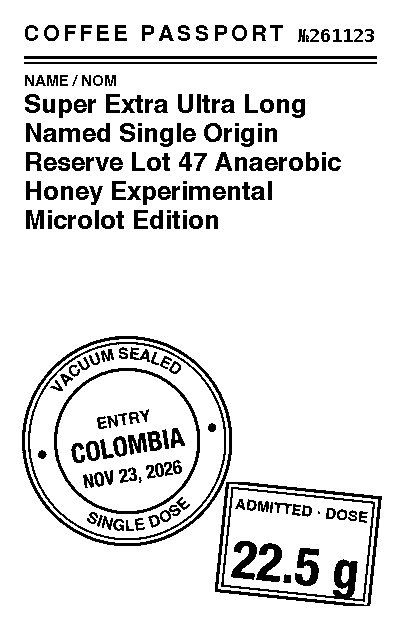 COFFEE PASSPORT №261123
NAME / NOM
Super Extra Ultra Long
Named Single Origin
Reserve Lot 47 Anaerobic
Honey Experimental
Microlot Edition
VACUUM SEALED
ENTRY
COLOMBIA
NOV 23, 2026
SINGLE DOSE
ADMITTED · DOSE
22.5 g